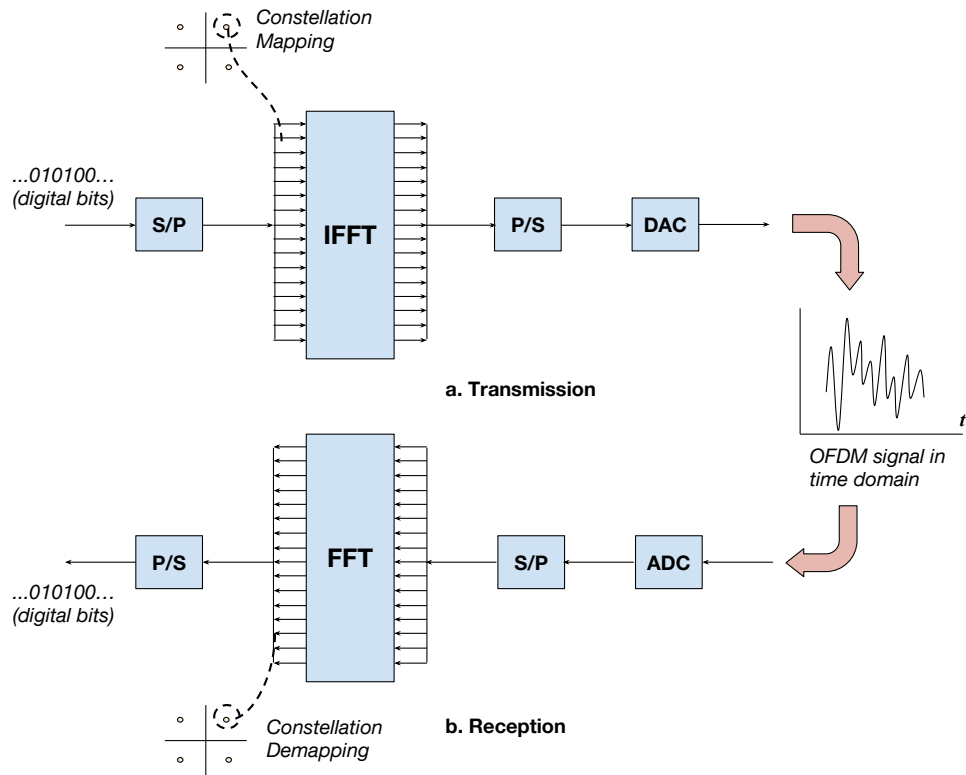 Constellation
Mapping
...010100...
(digital bits)
S/P
IFFT
P/S
DAC
a. Transmission
t
OFDM signal in
time domain
P/S
FFT
S/P
ADC
...010100...
(digital bits)
Constellation
Demapping
b. Reception